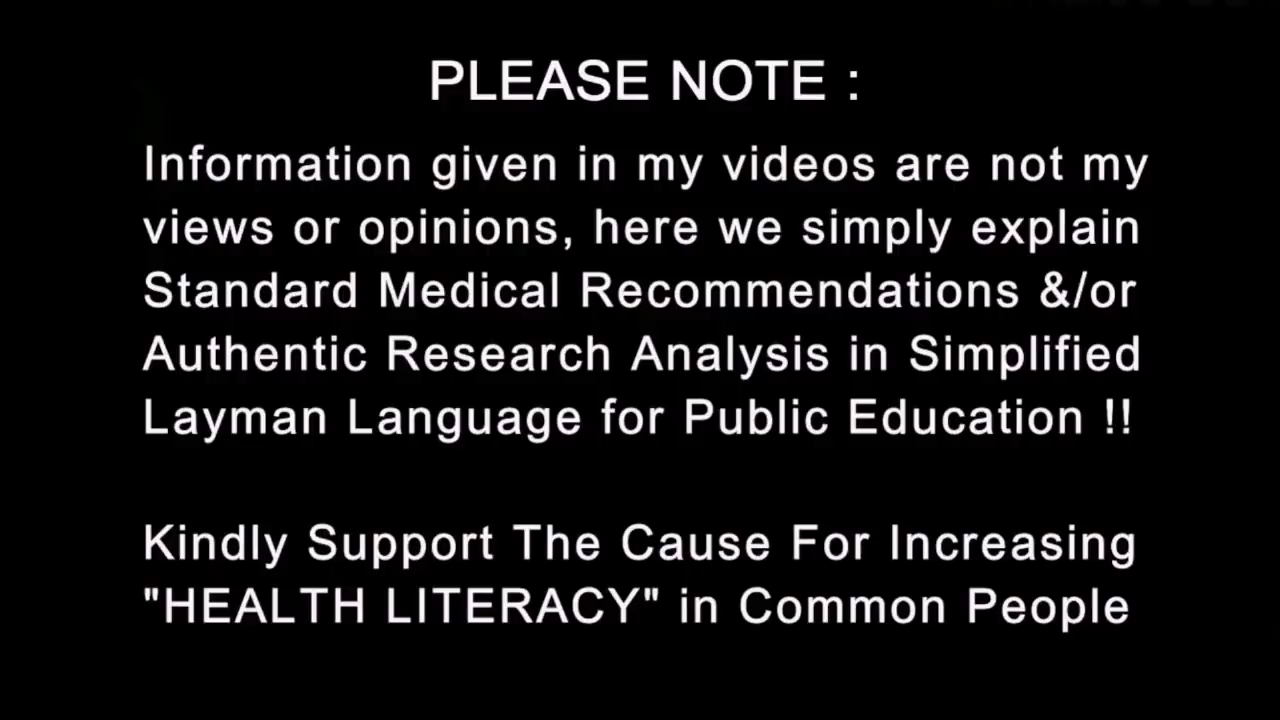 PLEASE NOTE :
Information given in my videos are not my
views or opinions, here we simply explain
Standard Medical Recommendations &/or
Authentic Research Analysis in Simplified
Layman Language for Public Education !!
Kindly Support The Cause For Increasing
"HEALTH LITERACY" in Common People